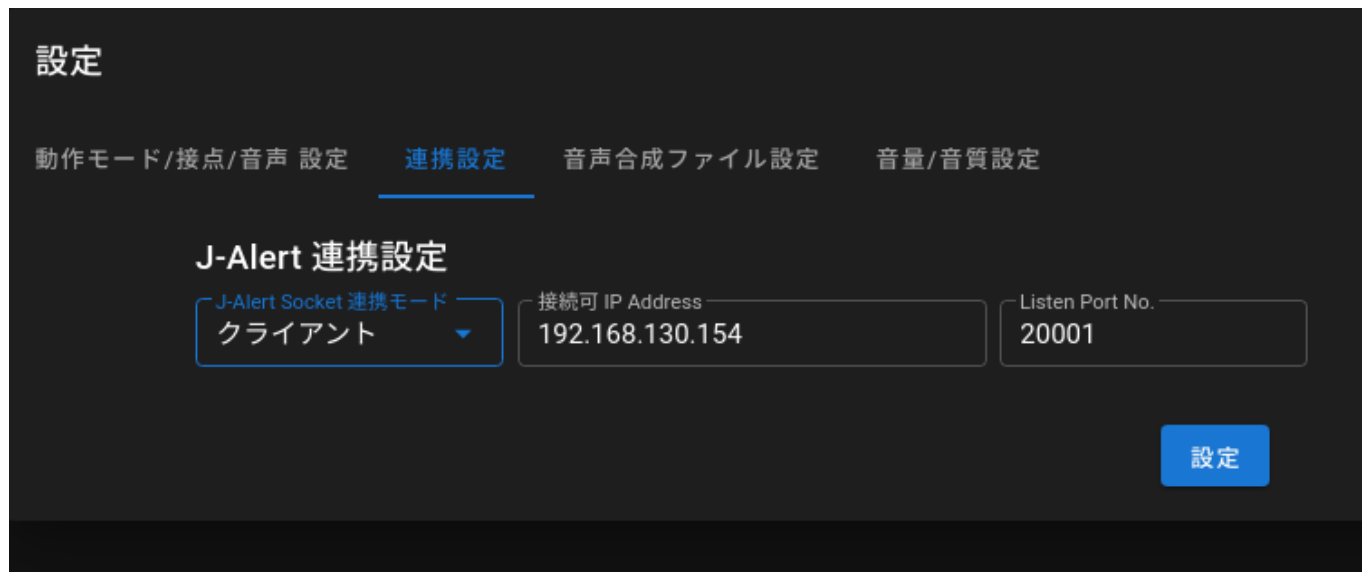 設定
動作モード/接点/音声 設定 連携設定 音声合成ファイル設定 音量/音質設定
J-Alert 連携設定
J-Alert Socket 連携モード 接続可 IP Address Listen Port No.
クライアント 192.168.130.154 20001
設定